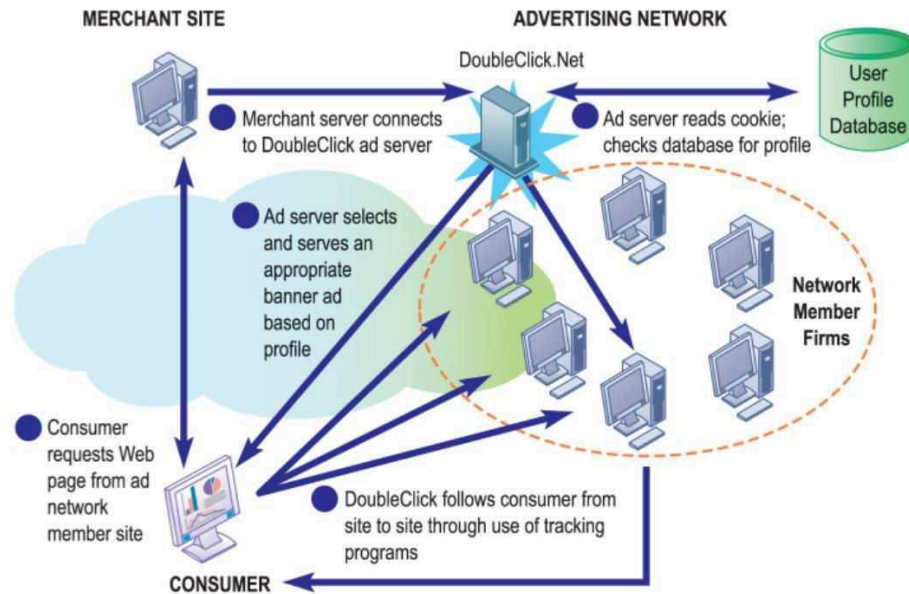 MERCHANT SITE
ADVERTISING NETWORK
DoubleClick.Net
User
Profile
Database
Merchant server connects
to DoubleClick ad server
Ad server reads cookie;
checks database for profile
Ad server selects
and serves an
appropriate
banner ad
based on
profile
Network
Member
Firms
Consumer
requests Web
page from ad
network
member site
DoubleClick follows consumer from
site to site through use of tracking
programs
CONSUMER